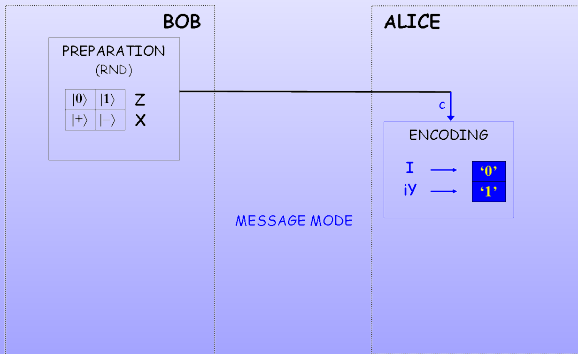 BOB
ALICE
PREPARATION
(RND)
|0⟩ |1⟩ Z
|+⟩ |−⟩ X
c
ENCODING
I ‘0’
iY ‘1’
MESSAGE MODE